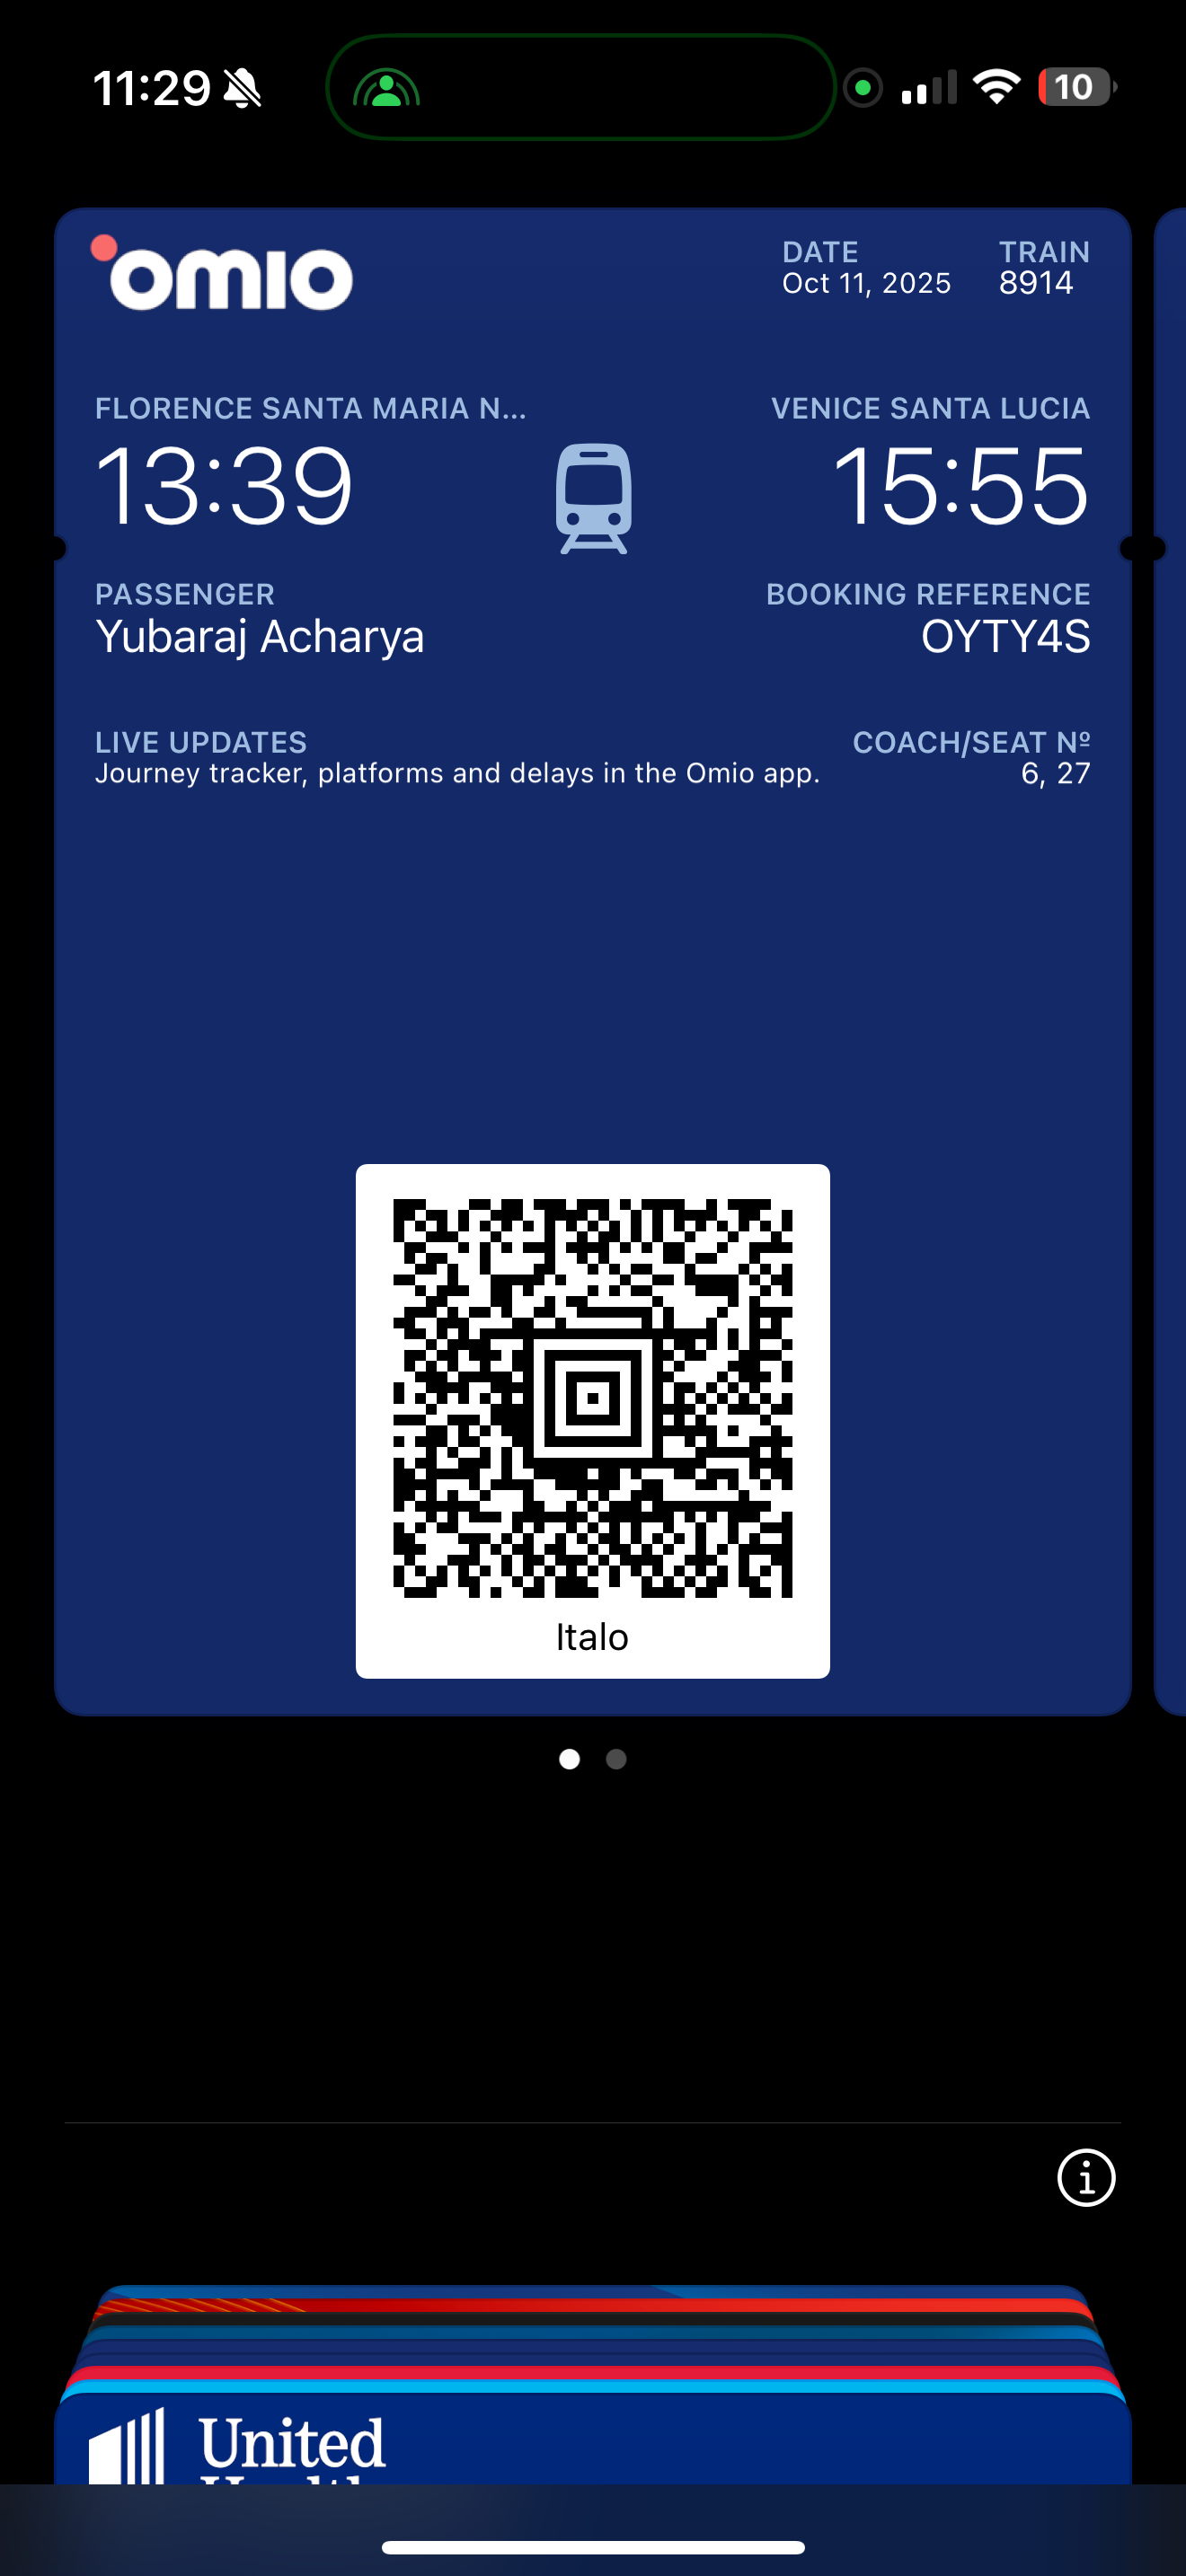 11:29
10
omio
DATE
Oct 11, 2025
TRAIN
8914
FLORENCE SANTA MARIA N...
VENICE SANTA LUCIA
13:39
15:55
PASSENGER
Yubaraj Acharya
BOOKING REFERENCE
OYTY4S
LIVE UPDATES
Journey tracker, platforms and delays in the Omio app.
COACH/SEAT Nº
6, 27
Italo
United